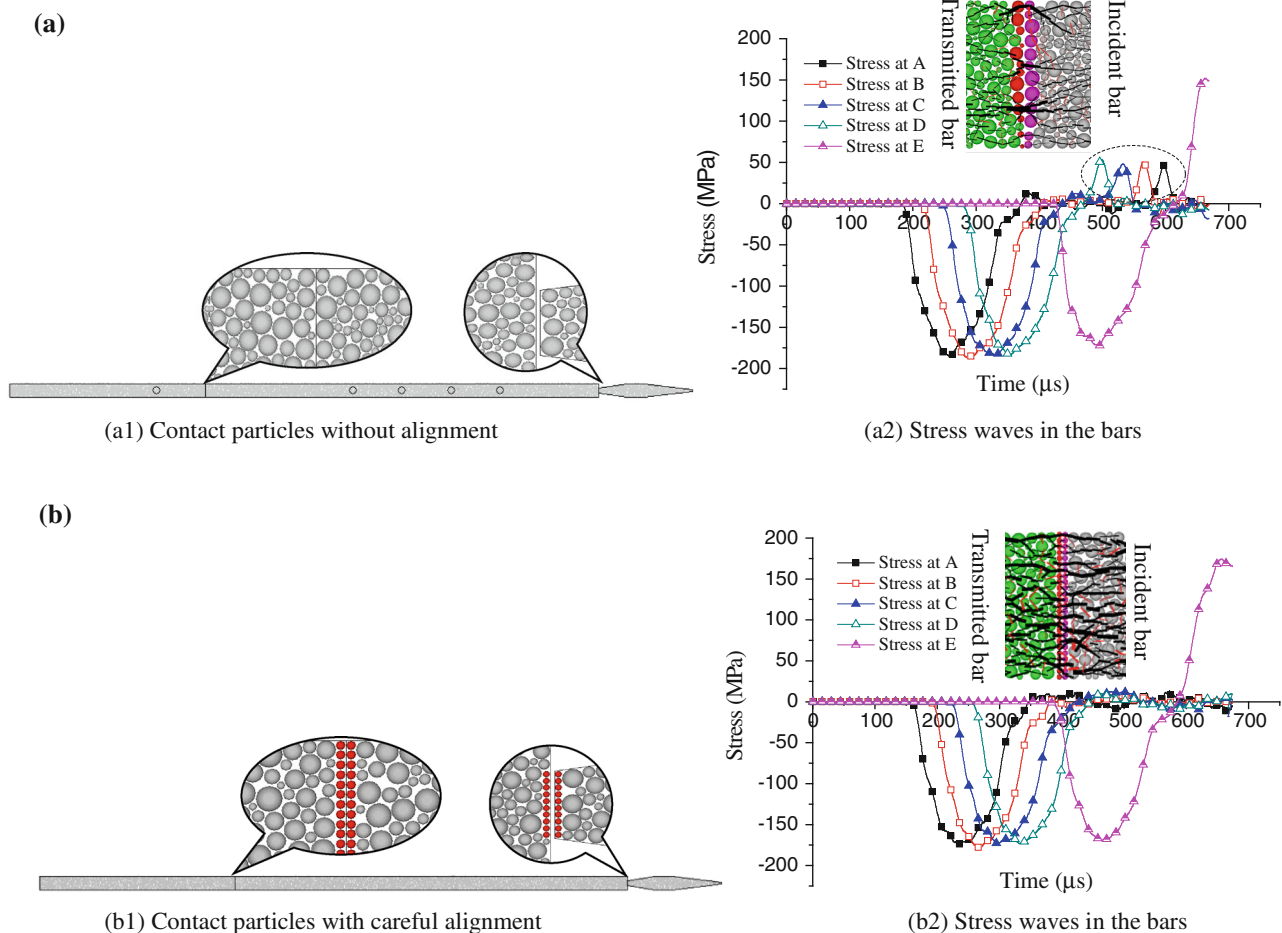 (a)
Transmitted bar
Incident bar
Stress at A
Stress at B
Stress at C
Stress at D
Stress at E
200
150
100
50
0
-50
-100
-150
-200
Stress (MPa)
0 100 200 300 400 500 600 700
Time (μs)
(a1) Contact particles without alignment
(a2) Stress waves in the bars
(b)
Transmitted bar
Incident bar
Stress at A
Stress at B
Stress at C
Stress at D
Stress at E
200
150
100
50
0
-50
-100
-150
-200
Stress (MPa)
0 100 200 300 400 500 600 700
Time (μs)
(b1) Contact particles with careful alignment
(b2) Stress waves in the bars